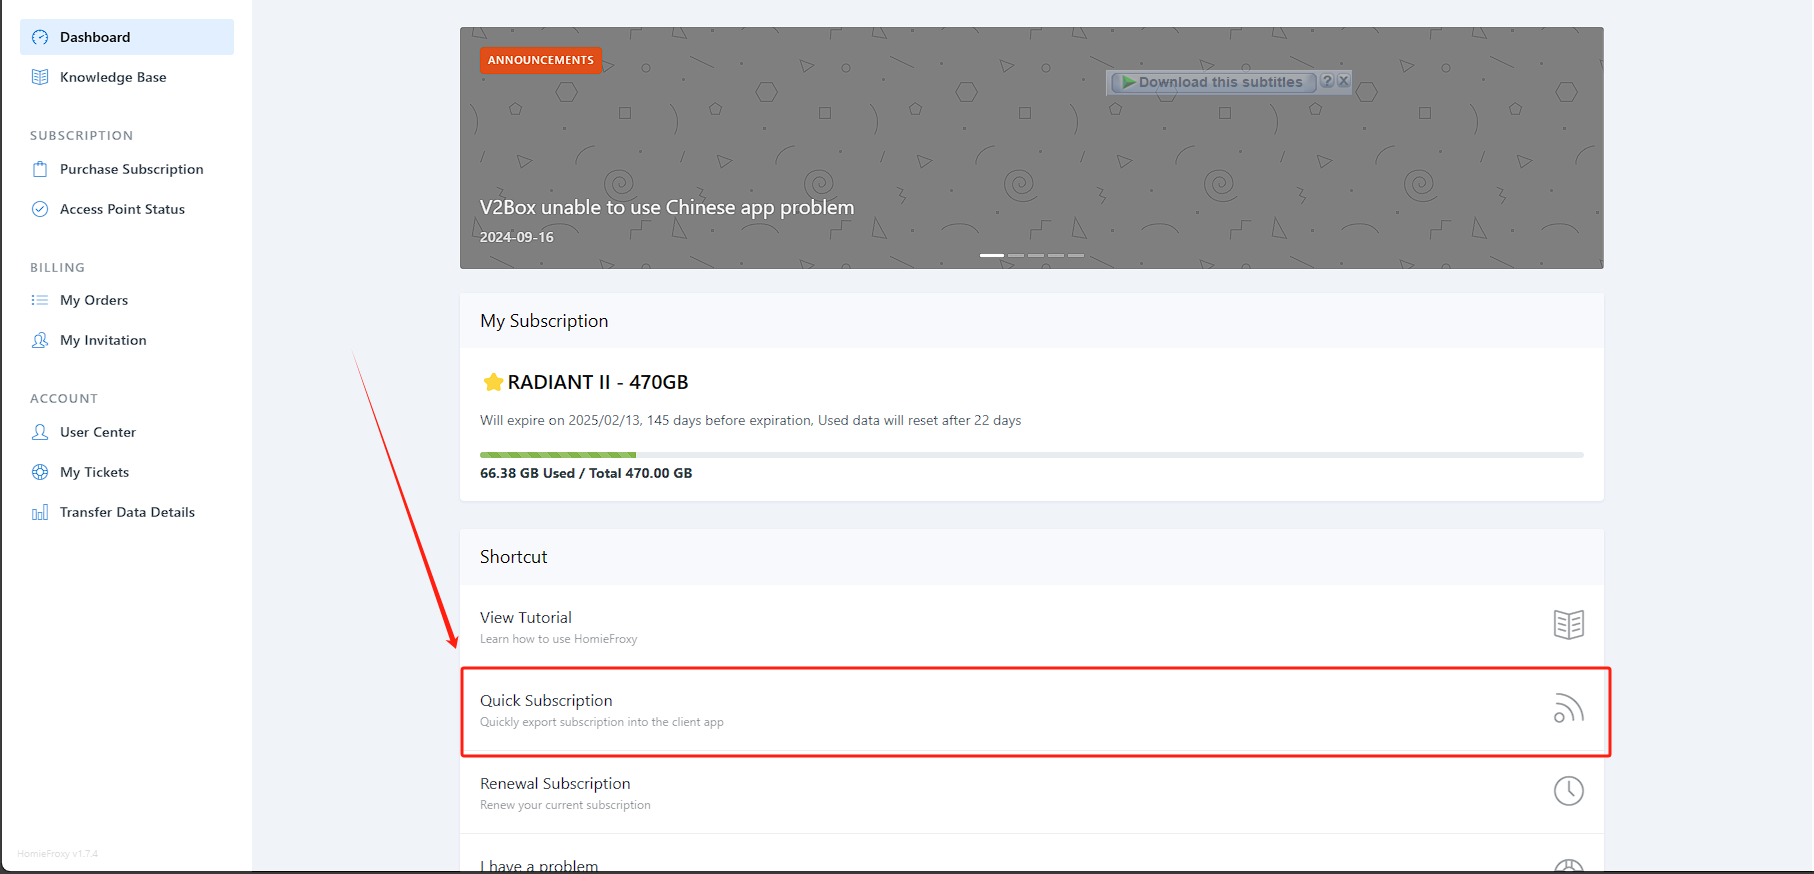 Dashboard
Knowledge Base
SUBSCRIPTION
Purchase Subscription
Access Point Status
BILLING
My Orders
My Invitation
ACCOUNT
User Center
My Tickets
Transfer Data Details
HomieFroxy v1.7.4
ANNOUNCEMENTS
Download this subtitles ? X
V2Box unable to use Chinese app problem
2024-09-16
My Subscription
RADIANT II - 470GB
Will expire on 2025/02/13, 145 days before expiration, Used data will reset after 22 days
66.38 GB Used / Total 470.00 GB
Shortcut
View Tutorial
Learn how to use HomieFroxy
Quick Subscription
Quickly export subscription into the client app
Renewal Subscription
Renew your current subscription
I have a problem